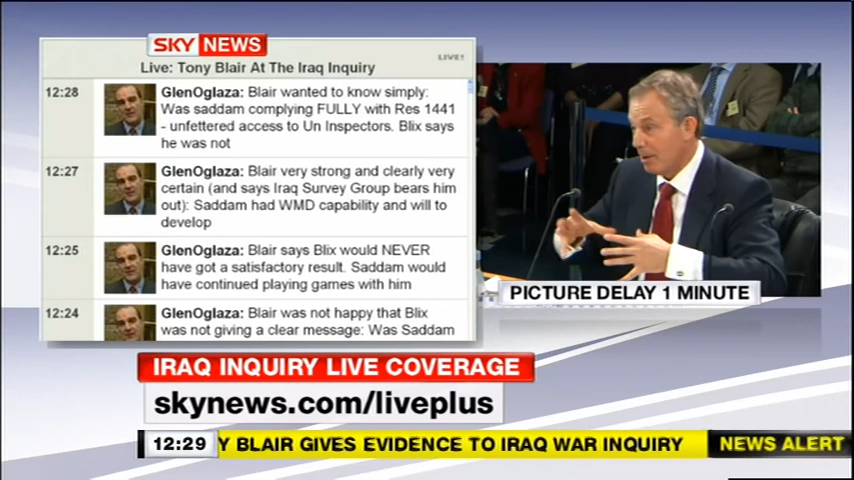 SKY NEWS
LIVE!
Live: Tony Blair At The Iraq Inquiry
12:28
GlenOglaza: Blair wanted to know simply:
Was saddam complying FULLY with Res 1441
- unfettered access to Un Inspectors. Blix says
he was not
12:27
GlenOglaza: Blair very strong and clearly very
certain (and says Iraq Survey Group bears him
out): Saddam had WMD capability and will to
develop
12:25
GlenOglaza: Blair says Blix would NEVER
have got a satisfactory result. Saddam would
have continued playing games with him
12:24
GlenOglaza: Blair was not happy that Blix
was not giving a clear message: Was Saddam
PICTURE DELAY 1 MINUTE
IRAQ INQUIRY LIVE COVERAGE
skynews.com/liveplus
12:29 Y BLAIR GIVES EVIDENCE TO IRAQ WAR INQUIRY NEWS ALERT